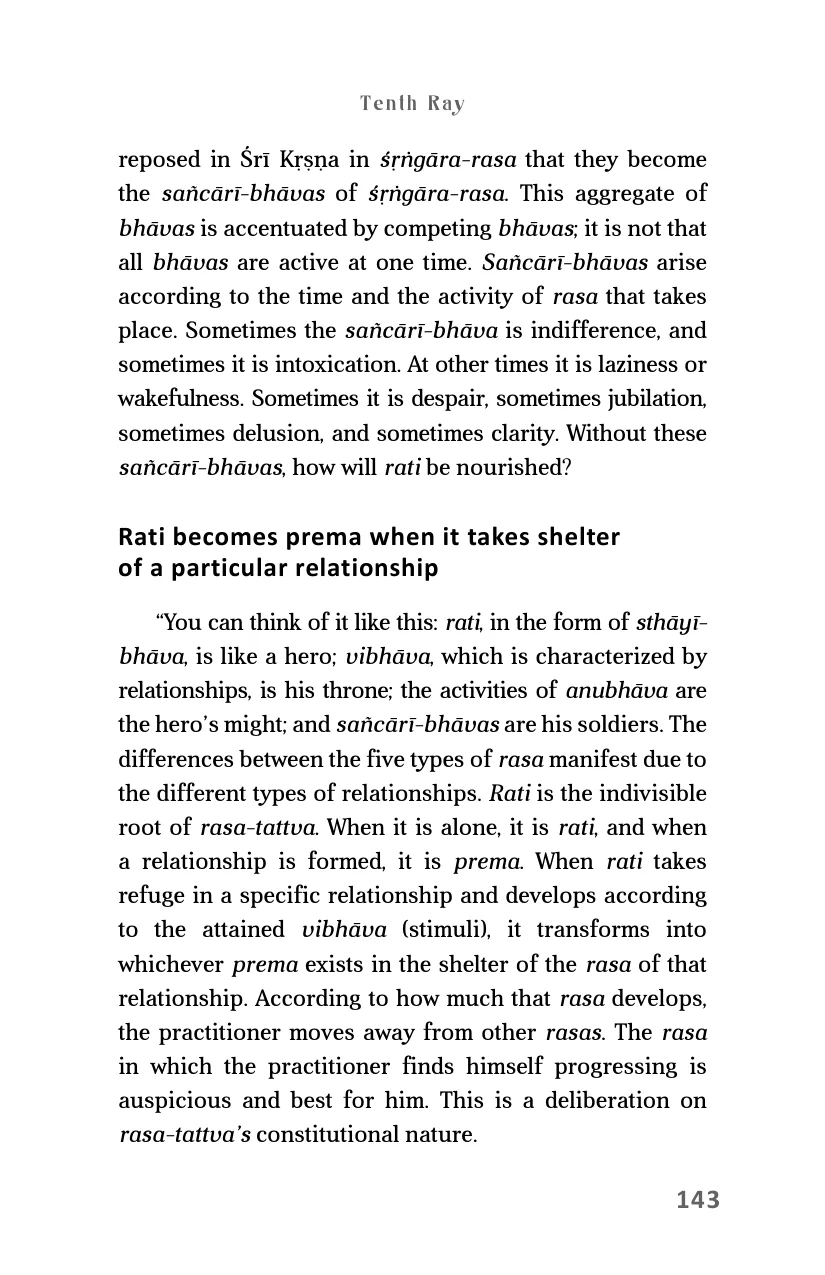 Tenth Ray
reposed in Śrī Kṛṣṇa in śṛṅgāra-rasa that they become
the sañcārī-bhāvas of śṛṅgāra-rasa. This aggregate of
bhāvas is accentuated by competing bhāvas; it is not that
all bhāvas are active at one time. Sañcārī-bhāvas arise
according to the time and the activity of rasa that takes
place. Sometimes the sañcārī-bhāva is indifference, and
sometimes it is intoxication. At other times it is laziness or
wakefulness. Sometimes it is despair, sometimes jubilation,
sometimes delusion, and sometimes clarity. Without these
sañcārī-bhāvas, how will rati be nourished?
Rati becomes prema when it takes shelter
of a particular relationship
“You can think of it like this: rati, in the form of sthāyī-
bhāva, is like a hero; vibhāva, which is characterized by
relationships, is his throne; the activities of anubhāva are
the hero’s might; and sañcārī-bhāvas are his soldiers. The
differences between the five types of rasa manifest due to
the different types of relationships. Rati is the indivisible
root of rasa-tattva. When it is alone, it is rati, and when
a relationship is formed, it is prema. When rati takes
refuge in a specific relationship and develops according
to the attained vibhāva (stimuli), it transforms into
whichever prema exists in the shelter of the rasa of that
relationship. According to how much that rasa develops,
the practitioner moves away from other rasas. The rasa
in which the practitioner finds himself progressing is
auspicious and best for him. This is a deliberation on
rasa-tattva’s constitutional nature.
143